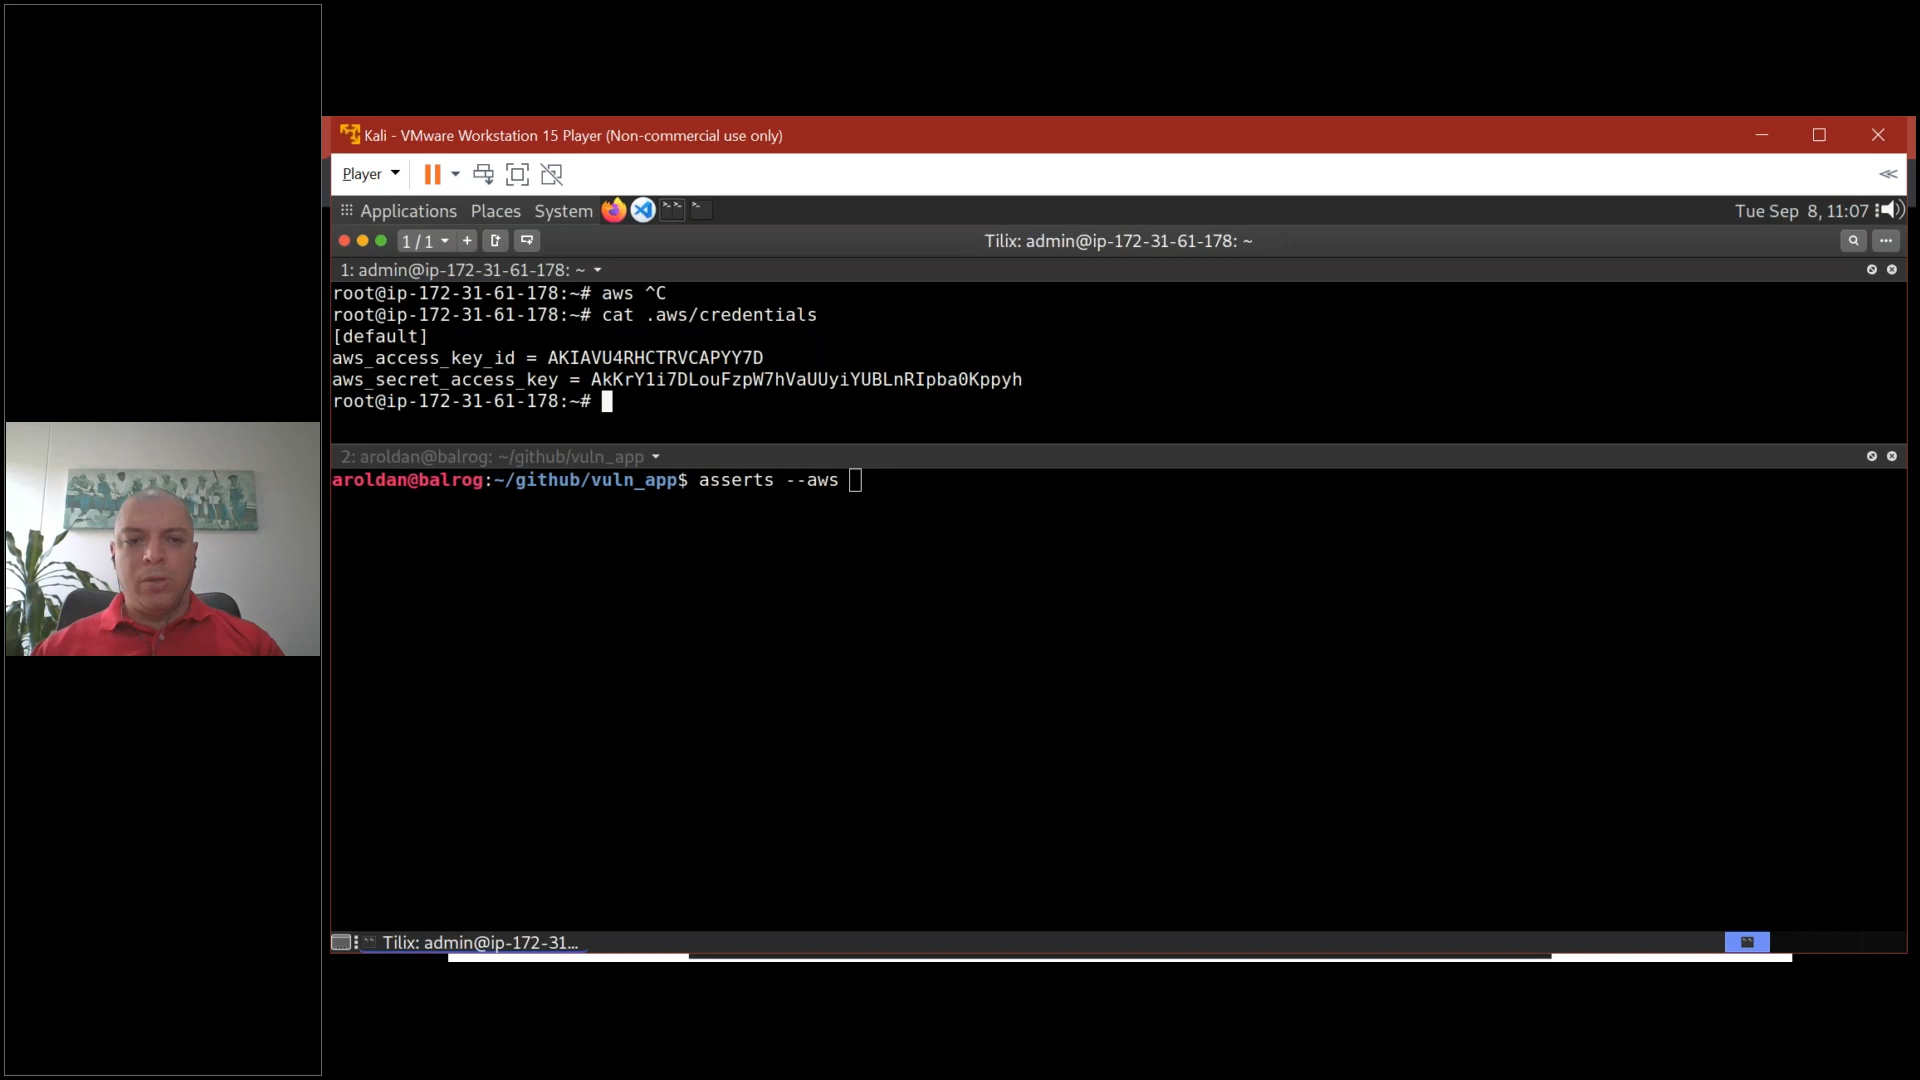 Kali - VMware Workstation 15 Player (Non-commercial use only)
Player
Applications Places System
Tue Sep 8, 11:07
1 / 1
Tilix: admin@ip-172-31-61-178: ~
1: admin@ip-172-31-61-178: ~
root@ip-172-31-61-178:~# aws ^C
root@ip-172-31-61-178:~# cat .aws/credentials
[default]
aws_access_key_id = AKIAVU4RHCTRVCAPYY7D
aws_secret_access_key = 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
root@ip-172-31-61-178:~#
2: aroldan@balrog: ~/github/vuln_app
aroldan@balrog:~/github/vuln_app$ asserts --aws
Tilix: admin@ip-172-31...